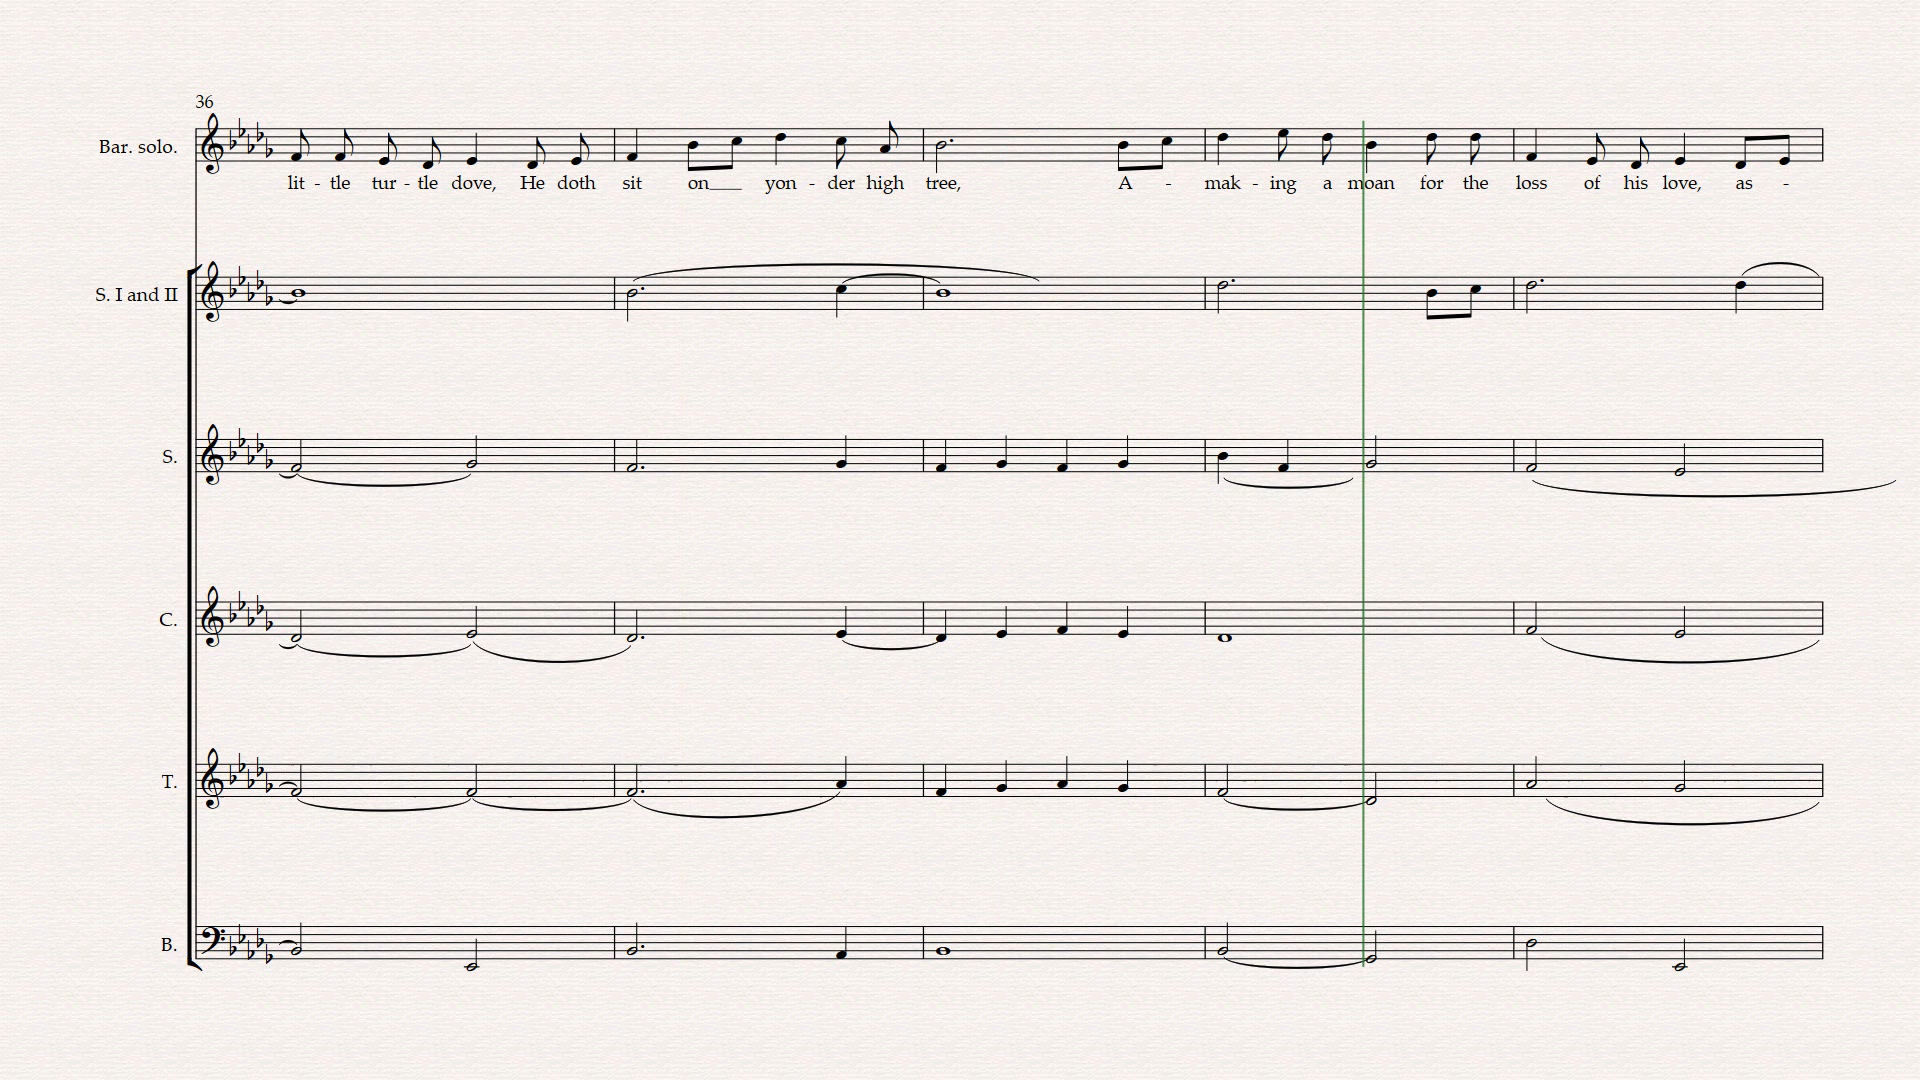 36
Bar. solo.
lit - tle tur - tle dove, He doth sit on___ yon - der high tree, A - mak - ing a moan for the loss of his love, as -
S. I and II
S.
C.
T.
B.